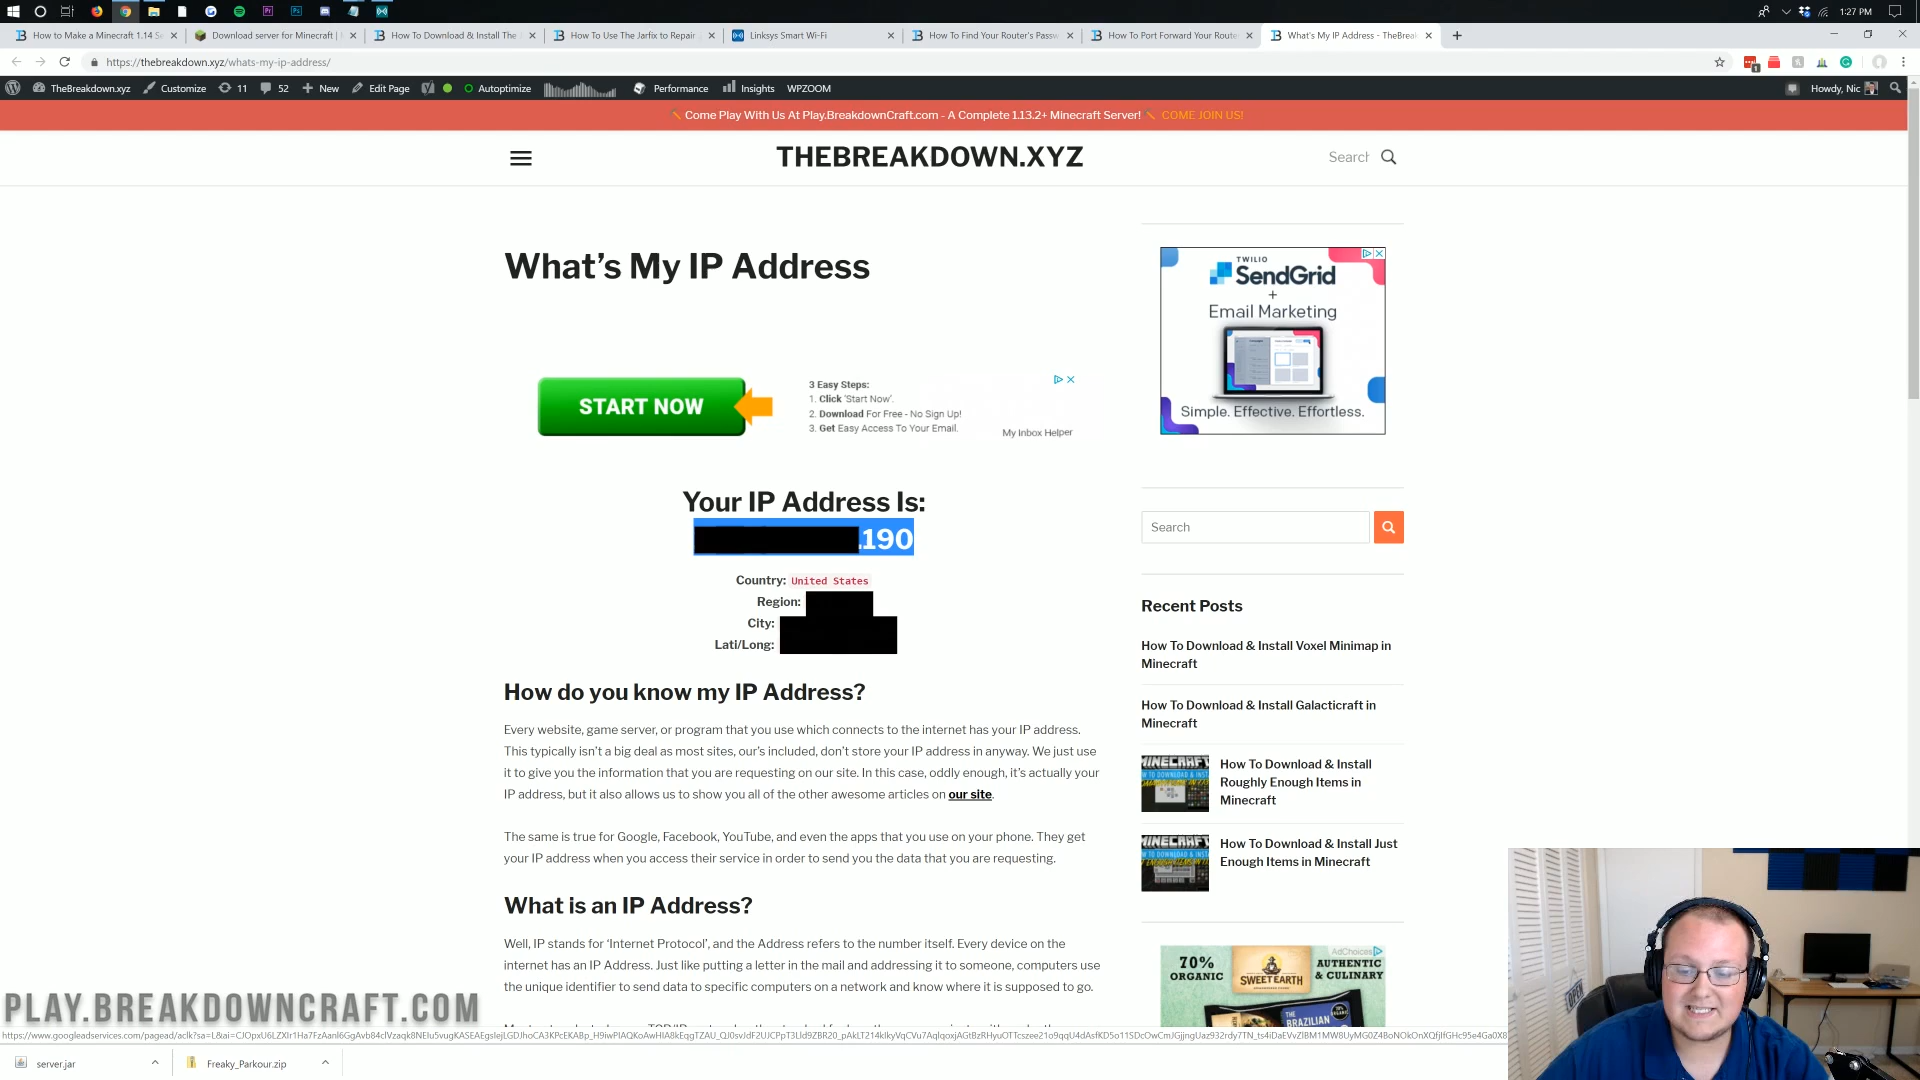 1:27 PM
How to Make a Minecraft 1.14 Se
Download server for Minecraft |
How To Download & Install The
How To Use The Jarfix to Repair
Linksys Smart Wi-Fi
How To Find Your Router's Passw
How To Port Forward Your Router
What's My IP Address - TheBreak
https://thebreakdown.xyz/whats-my-ip-address/
TheBreakdown.xyz
Customize
11
52
New
Edit Page
Autoptimize
Performance
Insights
WPZOOM
Howdy, Nic
Come Play With Us At Play.BreakdownCraft.com - A Complete 1.13.2+ Minecraft Server! COME JOIN US!
THEBREAKDOWN.XYZ
Search
What's My IP Address
START NOW
3 Easy Steps:
1. Click 'Start Now'.
2. Download For Free - No Sign Up!
3. Get Easy Access To Your Email.
My Inbox Helper
TWILIO
SendGrid
+
Email Marketing
Simple. Effective. Effortless.
Your IP Address Is:
.190
Country: United States
Region:
City:
Lati/Long:
Search
Recent Posts
How To Download & Install Voxel Minimap in
Minecraft
How To Download & Install Galacticraft in
Minecraft
How To Download & Install
Roughly Enough Items in
Minecraft
How To Download & Install Just
Enough Items in Minecraft
How do you know my IP Address?
Every website, game server, or program that you use which connects to the internet has your IP address.
This typically isn't a big deal as most sites, our's included, don't store your IP address in anyway. We just use
it to give you the information that you are requesting on our site. In this case, oddly enough, it's actually your
IP address, but it also allows us to show you all of the other awesome articles on our site.
The same is true for Google, Facebook, YouTube, and even the apps that you use on your phone. They get
your IP address when you access their service in order to send you the data that you are requesting.
What is an IP Address?
Well, IP stands for 'Internet Protocol', and the Address refers to the number itself. Every device on the
internet has an IP Address. Just like putting a letter in the mail and addressing it to someone, computers use
the unique identifier to send data to specific computers on a network and know where it is supposed to go.
AdChoices
70%
ORGANIC
SWEET EARTH
AUTHENTIC
& CULINARY
THE
BRAZILIAN
OPEN
PLAY.BREAKDOWNCRAFT.COM
server.jar
Freaky_Parkour.zip